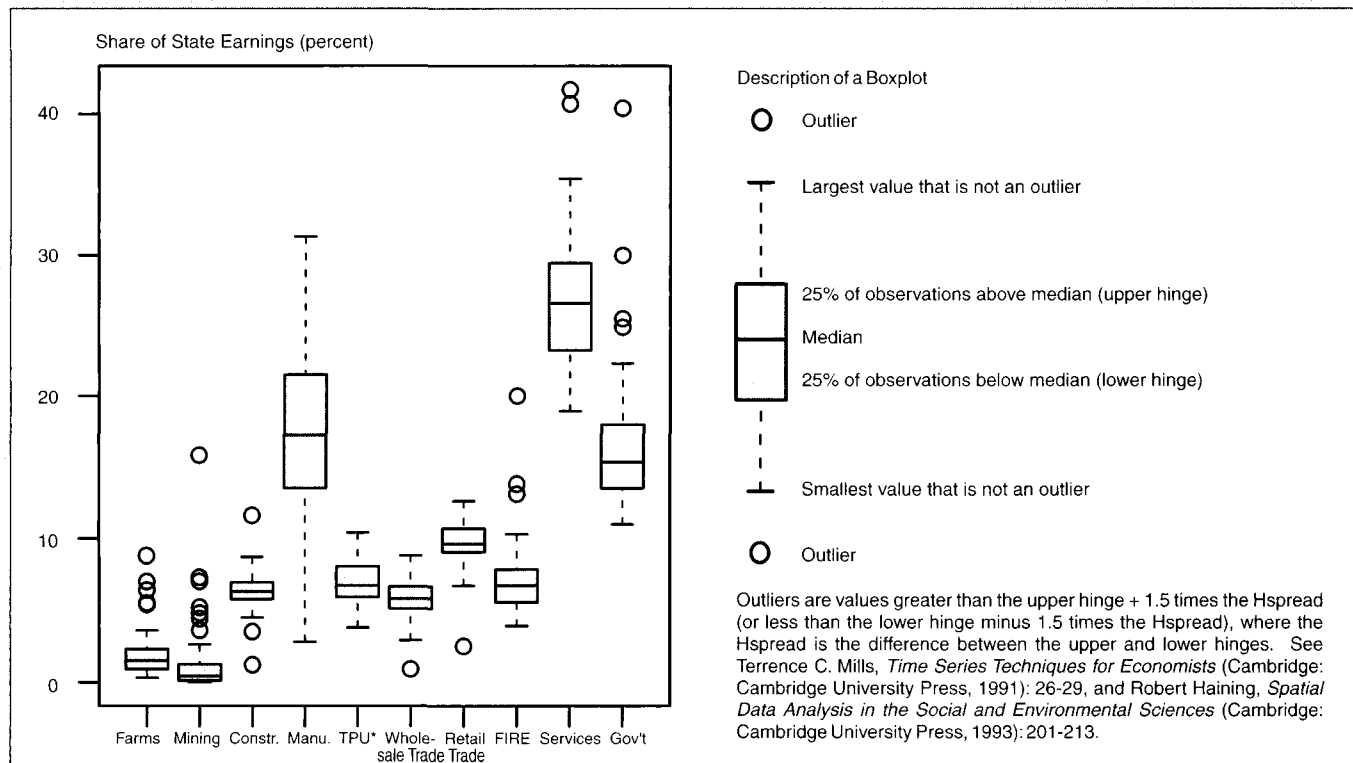 Share of State Earnings (percent)
40
30
20
10
0
Farms Mining Constr. Manu. TPU* Whole- Retail FIRE Services Gov't
sale Trade Trade
Description of a Boxplot
Outlier
Largest value that is not an outlier
25% of observations above median (upper hinge)
Median
25% of observations below median (lower hinge)
Smallest value that is not an outlier
Outlier
Outliers are values greater than the upper hinge + 1.5 times the Hspread
(or less than the lower hinge minus 1.5 times the Hspread), where the
Hspread is the difference between the upper and lower hinges. See
Terrence C. Mills, Time Series Techniques for Economists (Cambridge:
Cambridge University Press, 1991): 26-29, and Robert Haining, Spatial
Data Analysis in the Social and Environmental Sciences (Cambridge:
Cambridge University Press, 1993): 201-213.